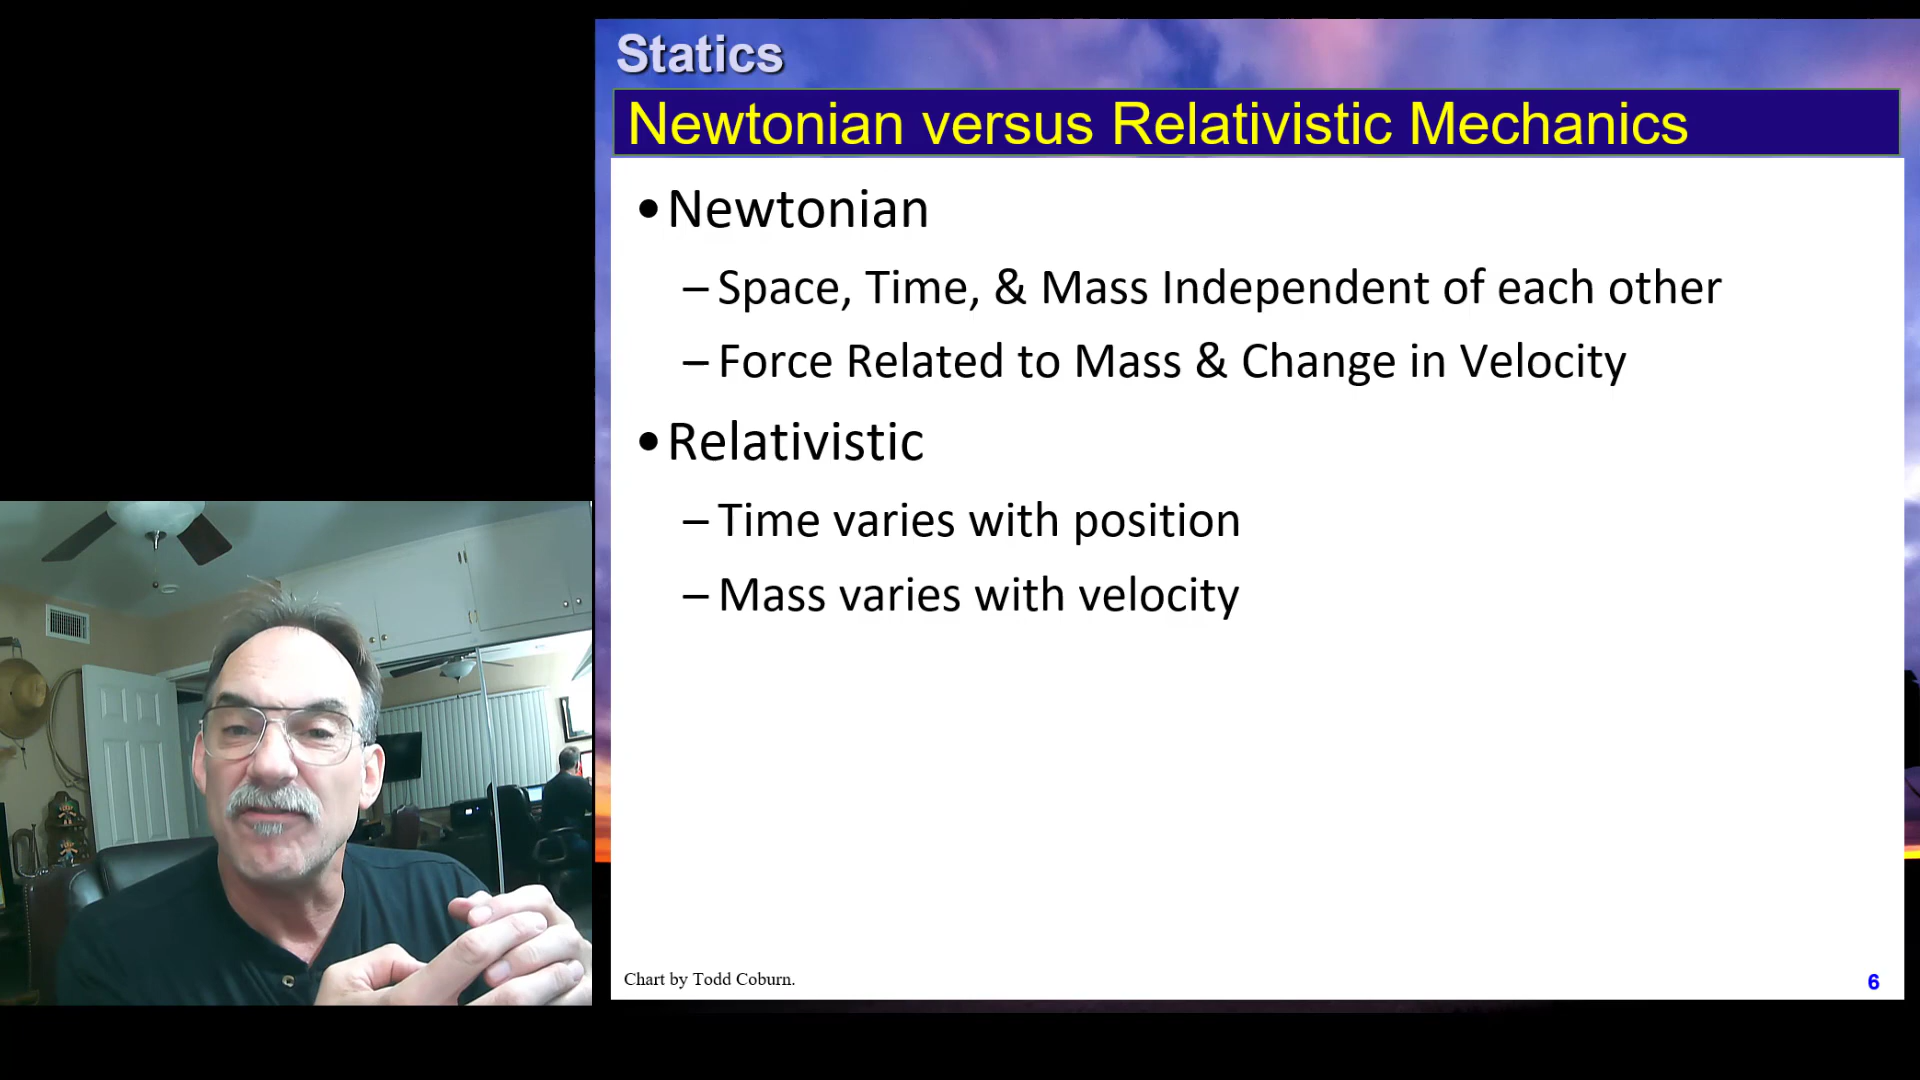 Statics
Newtonian versus Relativistic Mechanics
•Newtonian
–Space, Time, & Mass Independent of each other
–Force Related to Mass & Change in Velocity
•Relativistic
–Time varies with position
–Mass varies with velocity
Chart by Todd Coburn.
6